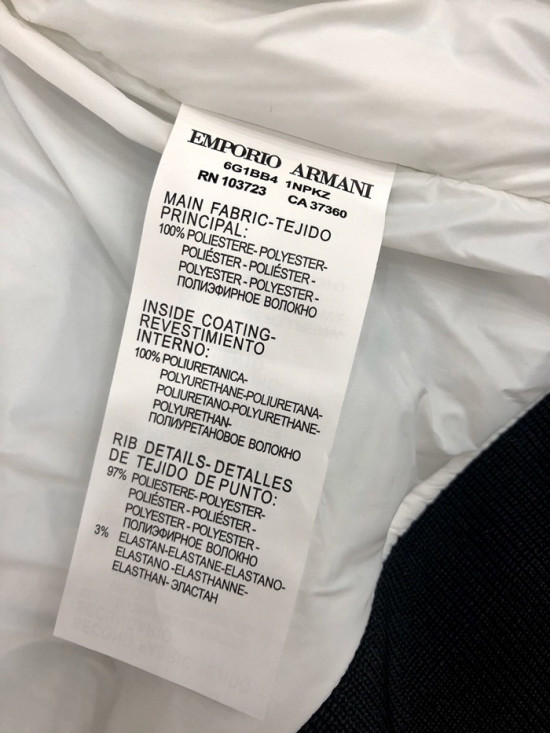 EMPORIO ARMANI
6G1BB4 1NPKZ
RN 103723 CA 37360
MAIN FABRIC-TEJIDO
PRINCIPAL:
100% POLIESTERE- POLYESTER-
POLIÉSTER - POLIÉSTER -
POLYESTER - POLYESTER -
ПОЛИЭФИРНОЕ ВОЛОКНО
INSIDE COATING-
REVESTIMIENTO
INTERNO:
100% POLIURETANICA-
POLYURETHANE-POLIURETANA-
POLIURETANO-POLYURETHANE-
POLYURETHAN-
ПОЛИУРЕТАНОВОЕ ВОЛОКНО
RIB DETAILS-DETALLES
DE TEJIDO DE PUNTO:
97% POLIESTERE-POLYESTER-
POLIÉSTER - POLIÉSTER -
POLYESTER - POLYESTER -
ПОЛИЭФИРНОЕ ВОЛОКНО
3% ELASTAN-ELASTANE-ELASTANO-
ELASTANO -ELASTHANNE-
ELASTHAN- ЭЛАСТАН